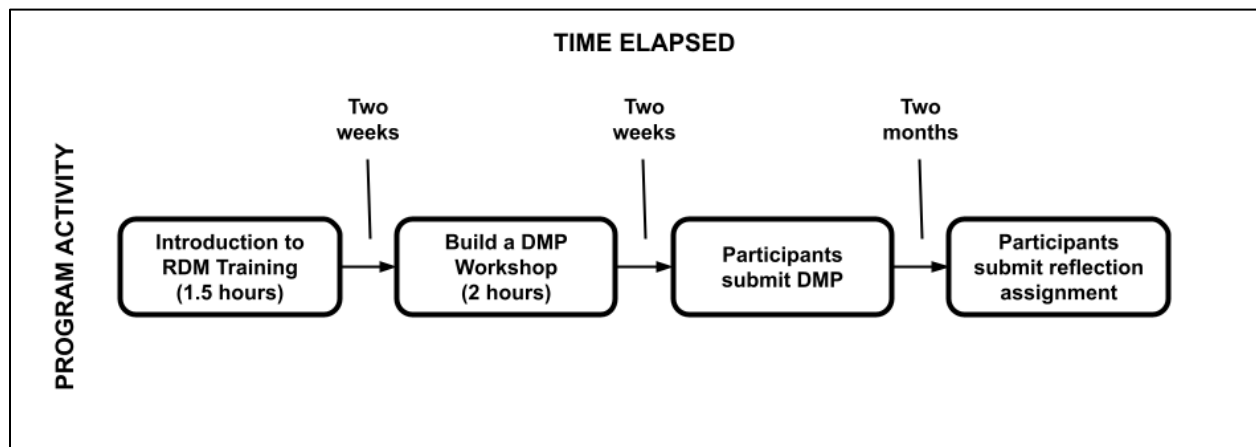 TIME ELAPSED
Two
weeks
Two
weeks
Two
months
PROGRAM ACTIVITY
Introduction to
RDM Training
(1.5 hours)
Build a DMP
Workshop
(2 hours)
Participants
submit DMP
Participants
submit reflection
assignment